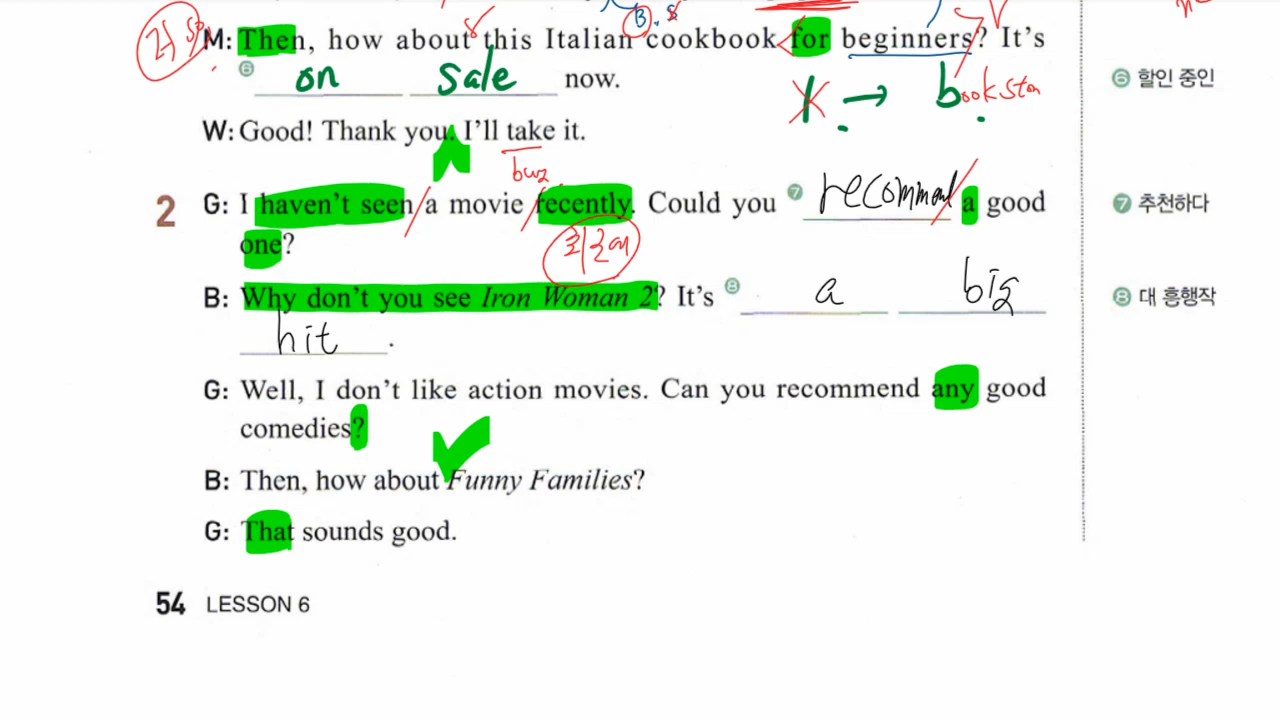 M: Then, how about this Italian cookbook for beginners? It's
⑥ on sale now.
⑥ 할인 중인
X → bookstor
W: Good! Thank you. I'll take it.
2 G: I haven't seen / a movie / recently. Could you ⑦ recommend / a good
⑦ 추천하다
one?
최근에
B: Why don't you see Iron Woman 2? It's ⑧ a big
⑧ 대 흥행작
hit.
G: Well, I don't like action movies. Can you recommend any good
comedies?
B: Then, how about Funny Families?
G: That sounds good.
54 LESSON 6